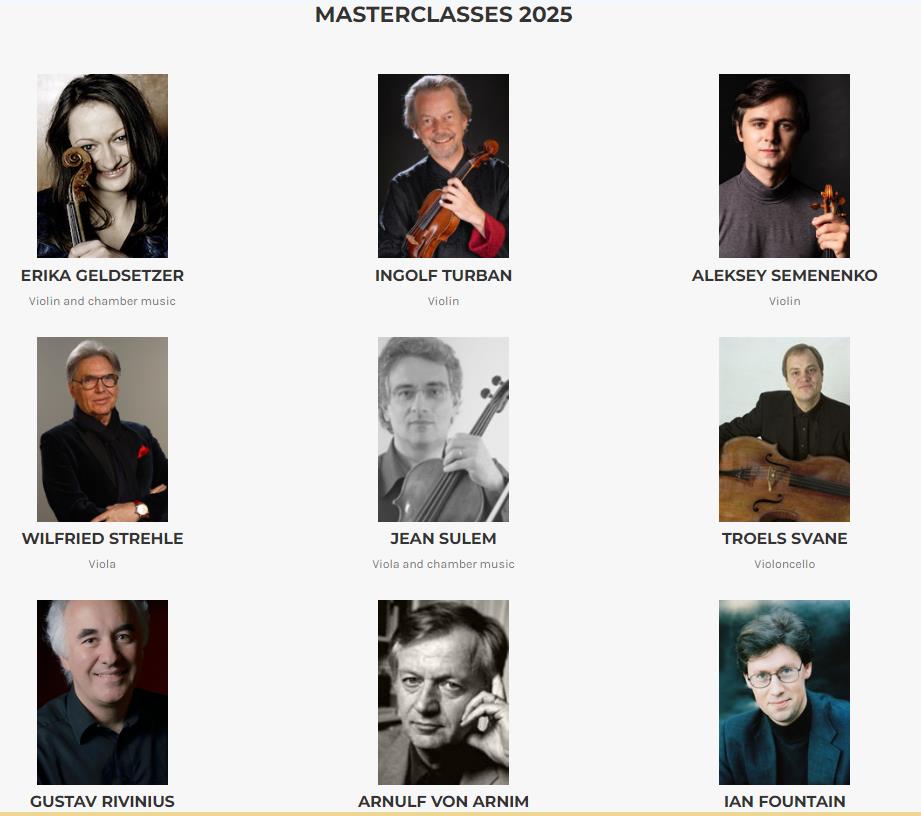 MASTERCLASSES 2025
ERIKA GELDSETZER
Violin and chamber music
INGOLF TURBAN
Violin
ALEKSEY SEMENENKO
Violin
WILFRIED STREHLE
Viola
JEAN SULEM
Viola and chamber music
TROELS SVANE
Violoncello
GUSTAV RIVINIUS
ARNULF VON ARNIM
IAN FOUNTAIN